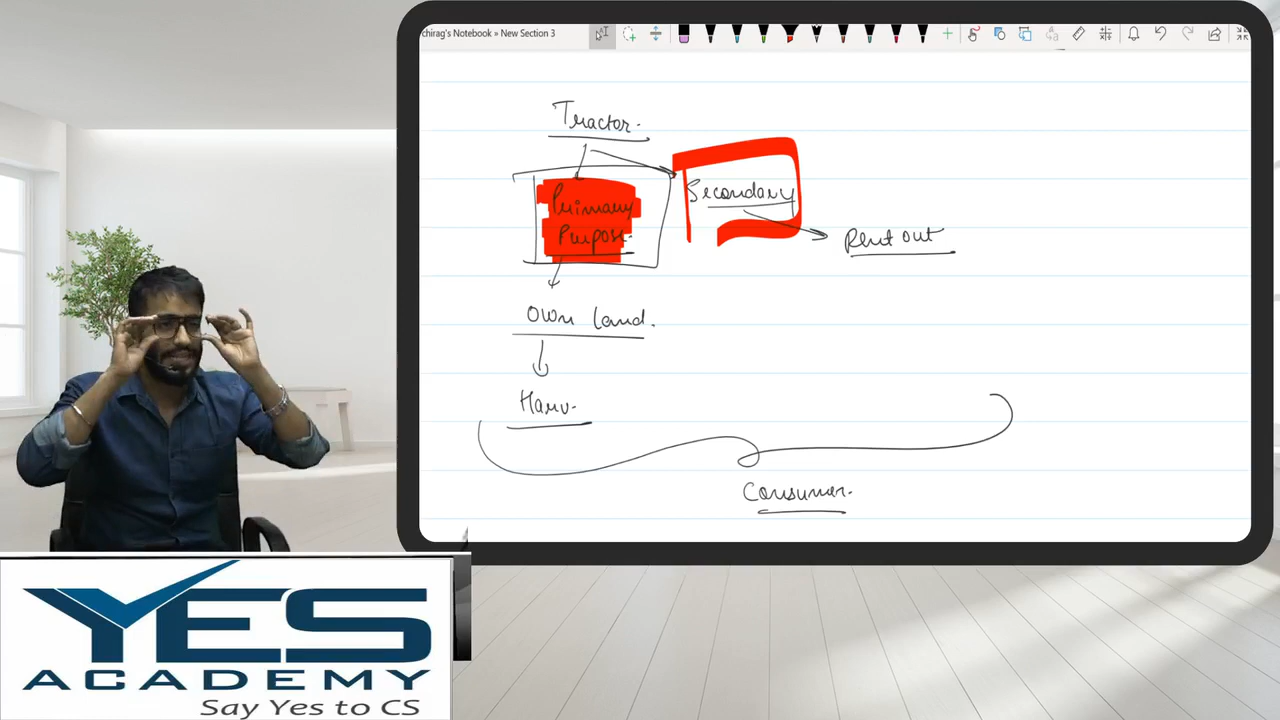 chirag's Notebook » New Section 3
Tractor.
Primary
Purpose.
Secondary
Rent out
Own Land.
Harv.
Consumer.
YES
ACADEMY
Say Yes to CS